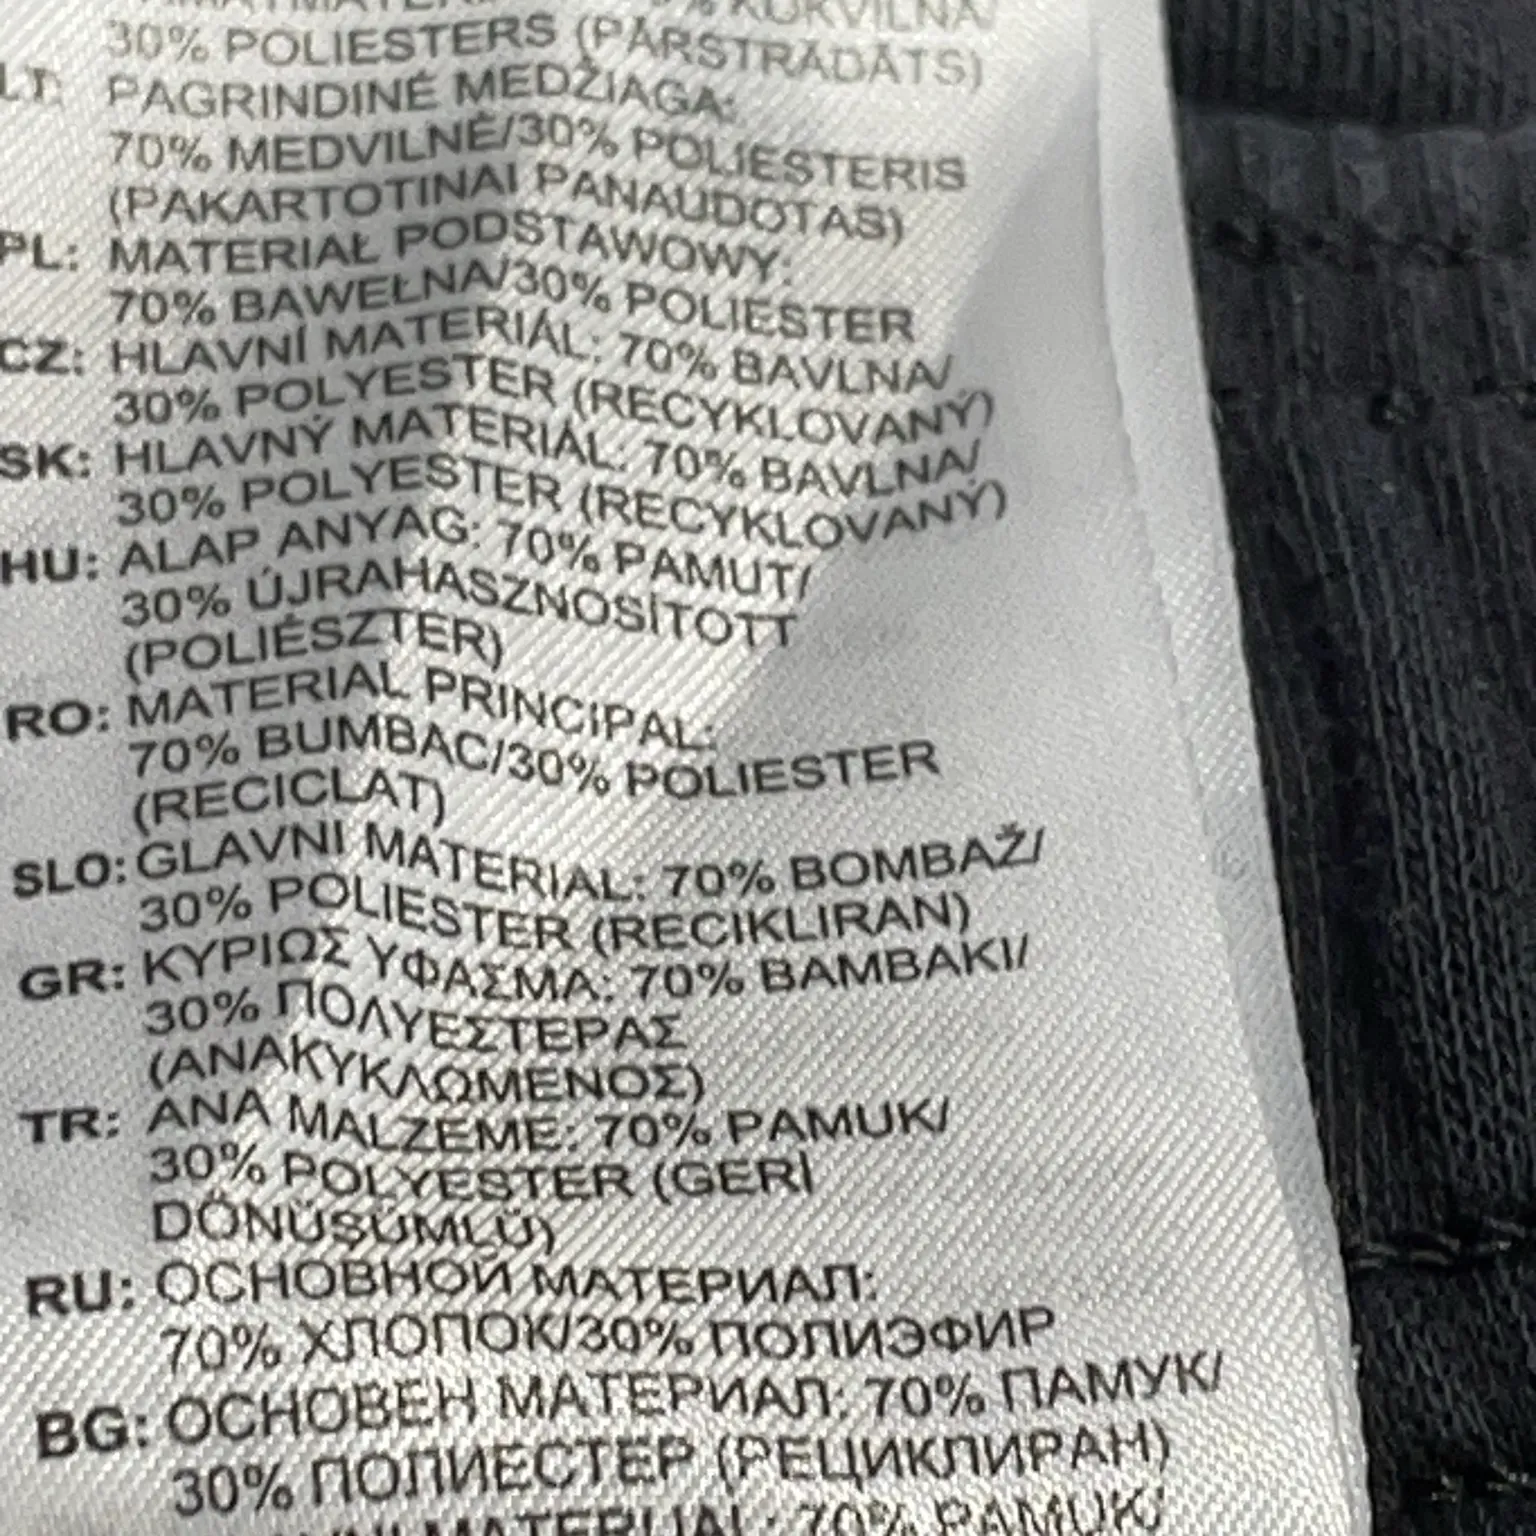 KOKVILNA/
30% POLIESTERS (PĀRSTRĀDĀTS)
LT: PAGRINDINĖ MEDŽIAGA:
70% MEDVILNĖ/30% POLIESTERIS
(PAKARTOTINAI PANAUDOTAS)
PL: MATERIAŁ PODSTAWOWY:
70% BAWEŁNA/30% POLIESTER
CZ: HLAVNÍ MATERIÁL: 70% BAVLNA/
30% POLYESTER (RECYKLOVANÝ)
SK: HLAVNÝ MATERIÁL: 70% BAVLNA/
30% POLYESTER (RECYKLOVANÝ)
HU: ALAP ANYAG: 70% PAMUT/
30% ÚJRAHASZNOSÍTOTT
(POLIÉSZTER)
RO: MATERIAL PRINCIPAL:
70% BUMBAC/30% POLIESTER
(RECICLAT)
SLO: GLAVNI MATERIAL: 70% BOMBAŽ/
30% POLIESTER (RECIKLIRAN)
GR: ΚΥΡΙΩΣ ΥΦΑΣΜΑ: 70% ΒΑΜΒΑΚΙ/
30% ΠΟΛΥΕΣΤΕΡΑΣ
(ΑΝΑΚΥΚΛΩΜΕΝΟΣ)
TR: ANA MALZEME: 70% PAMUK/
30% POLYESTER (GERİ
DÖNÜŞÜMLÜ)
RU: ОСНОВНОЙ МАТЕРИАЛ:
70% ХЛОПОК/30% ПОЛИЭФИР
BG: ОСНОВЕН МАТЕРИАЛ: 70% ПАМУК/
30% ПОЛИЕСТЕР (РЕЦИКЛИРАН)
MATERIJAL: 70% PAMUK/